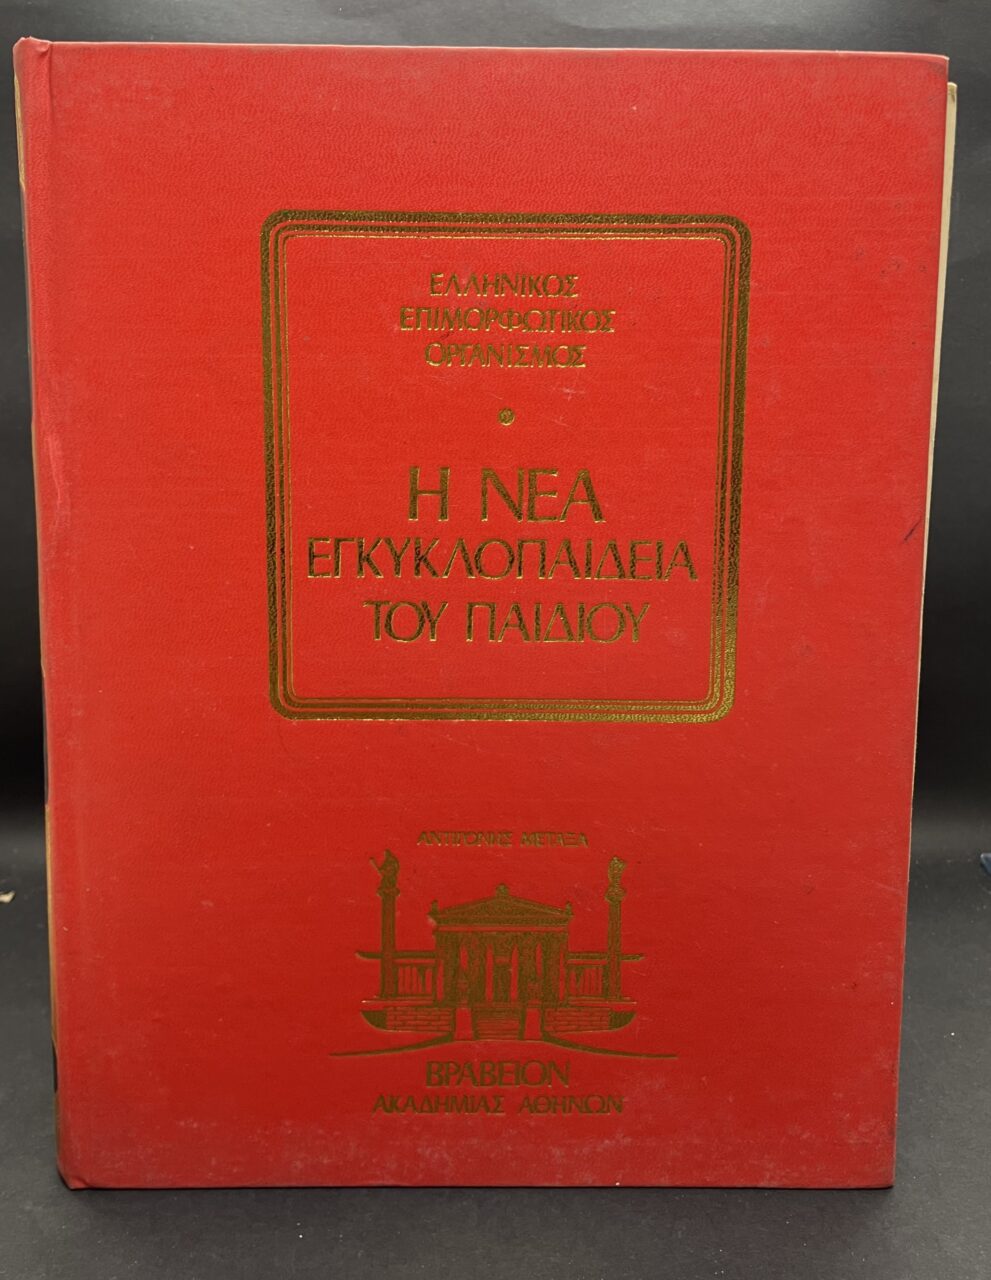 ΕΛΛΗΝΙΚΟΣ
ΕΠΙΜΟΡΦΩΤΙΚΟΣ
ΟΡΓΑΝΙΣΜΟΣ
Η ΝΕΑ
ΕΓΚΥΚΛΟΠΑΙΔΕΙΑ
ΤΟΥ ΠΑΙΔΙΟΥ
ΑΝΤΙΓΟΝΗΣ ΜΕΤΑΞΑ
ΒΡΑΒΕΙΟΝ
ΑΚΑΔΗΜΙΑΣ ΑΘΗΝΩΝ